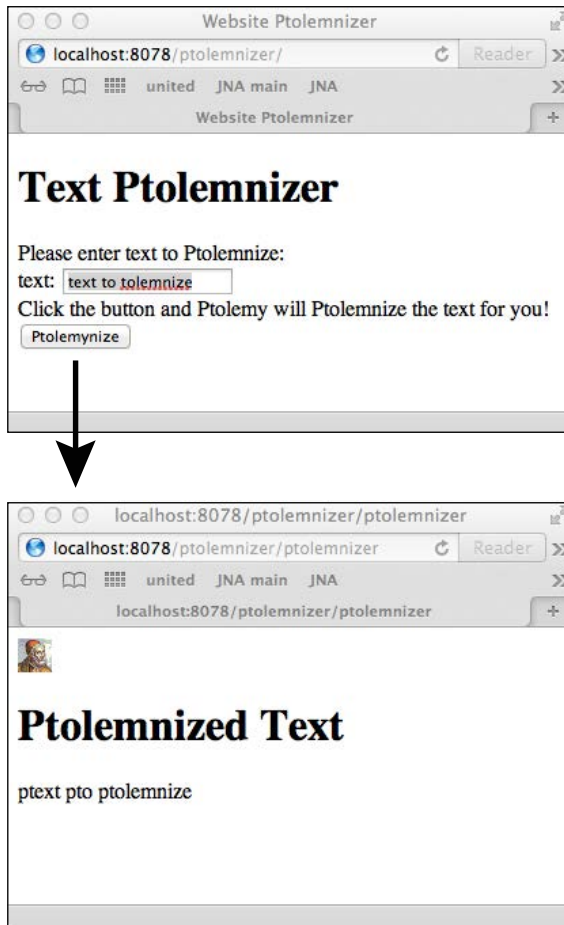 Website Ptolemnizer
localhost:8078/ptolemnizer/ Reader
united JNA main JNA
Website Ptolemnizer
Text Ptolemnizer
Please enter text to Ptolemnize:
text: text to tolemnize
Click the button and Ptolemy will Ptolemnize the text for you!
Ptolemynize
localhost:8078/ptolemnizer/ptolemnizer
localhost:8078/ptolemnizer/ptolemnizer Reader
united JNA main JNA
localhost:8078/ptolemnizer/ptolemnizer
Ptolemnized Text
ptext pto ptolemnize